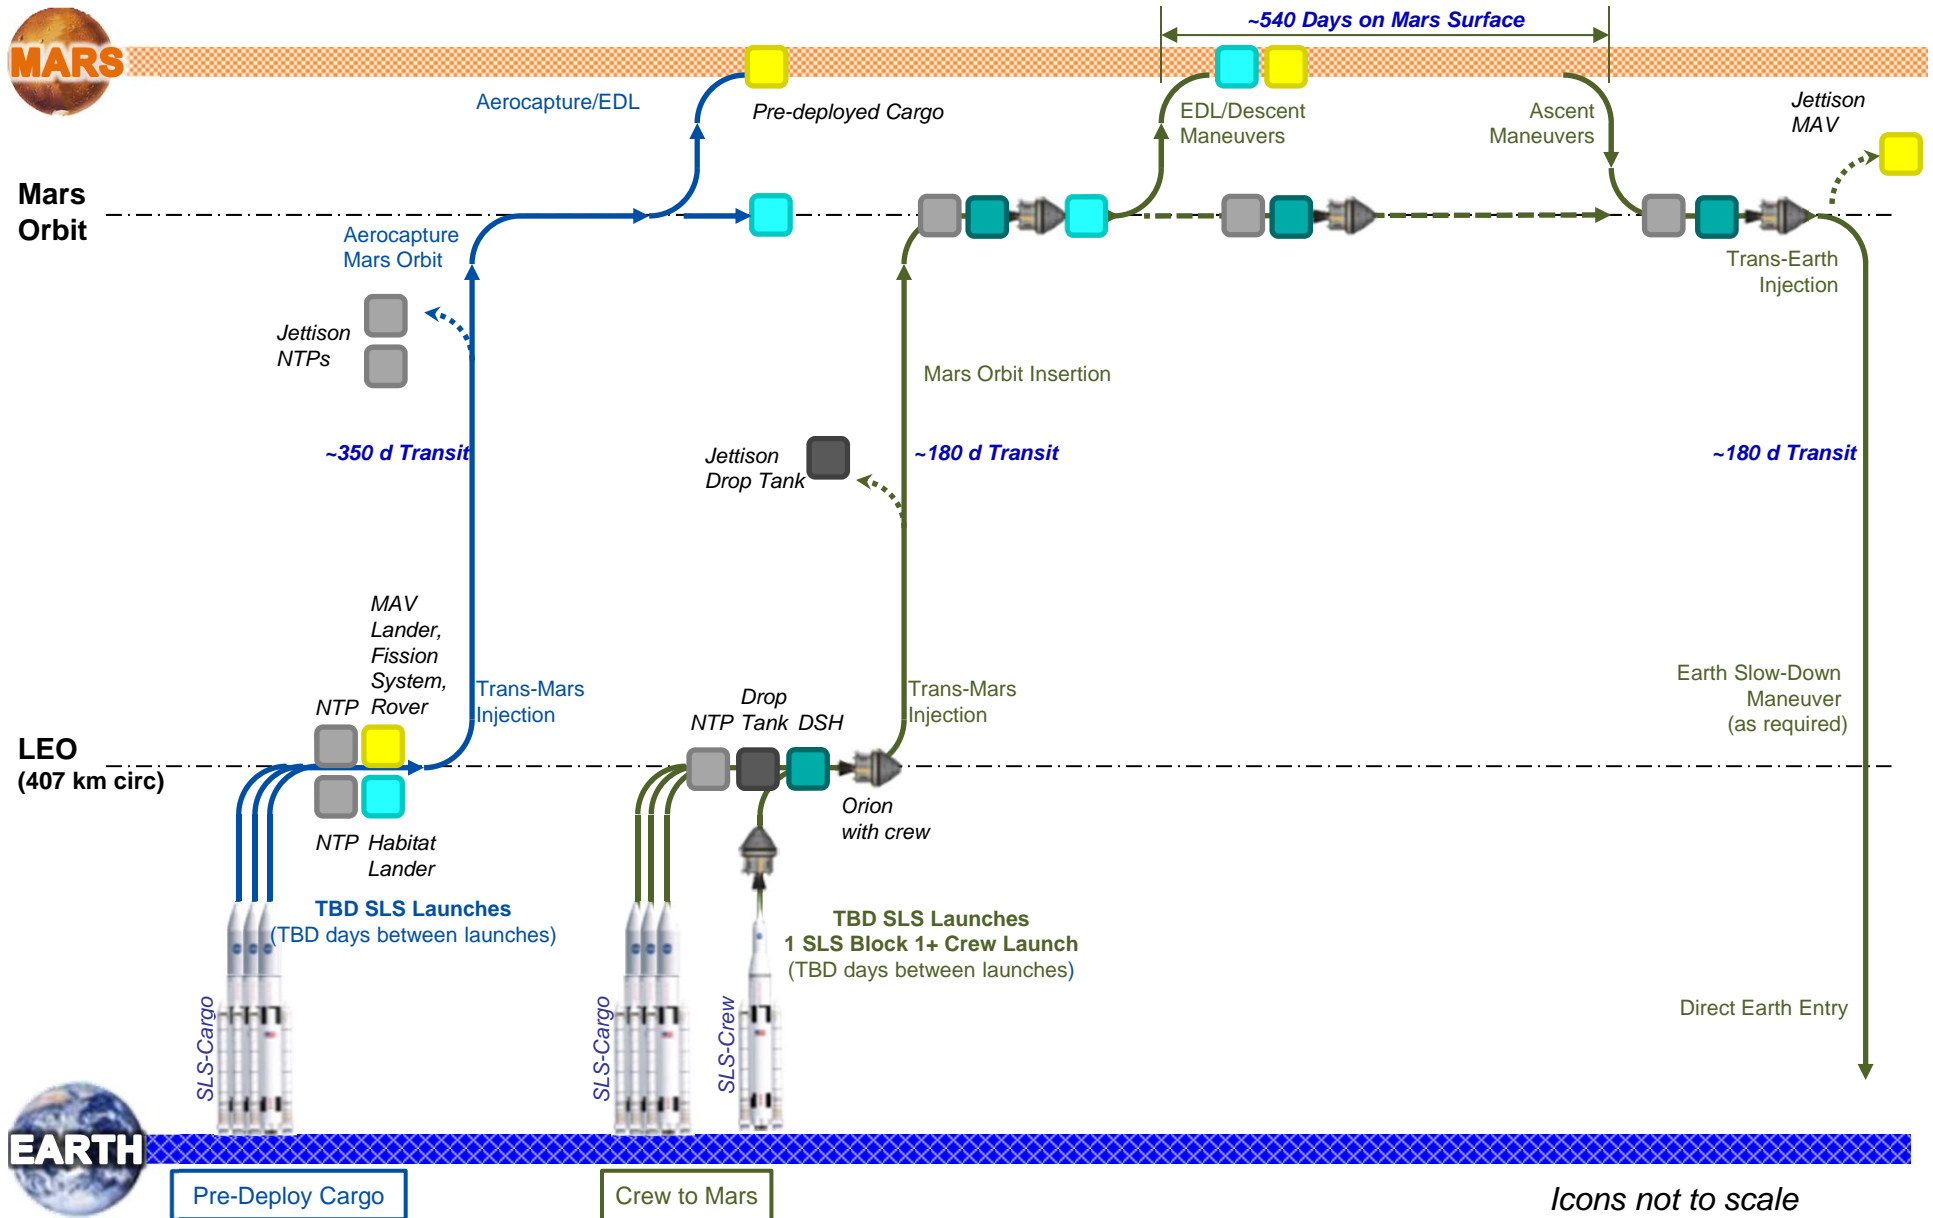 ~540 Days on Mars Surface
MARS
Aerocapture/EDL
Pre-deployed Cargo
EDL/Descent
Maneuvers
Ascent
Maneuvers
Jettison
MAV
Mars
Orbit
Aerocapture
Mars Orbit
Trans-Earth
Injection
Jettison
NTPs
Mars Orbit Insertion
~350 d Transit
Jettison
Drop Tank
~180 d Transit
~180 d Transit
MAV
Lander,
Fission
System,
Rover
NTP
Trans-Mars
Injection
Drop
NTP Tank DSH
Trans-Mars
Injection
Earth Slow-Down
Maneuver
(as required)
LEO
(407 km circ)
NTP Habitat
Lander
Orion
with crew
TBD SLS Launches
(TBD days between launches)
TBD SLS Launches
1 SLS Block 1+ Crew Launch
(TBD days between launches)
SLS-Cargo
SLS-Cargo
SLS-Crew
Direct Earth Entry
EARTH
Pre-Deploy Cargo
Crew to Mars
Icons not to scale